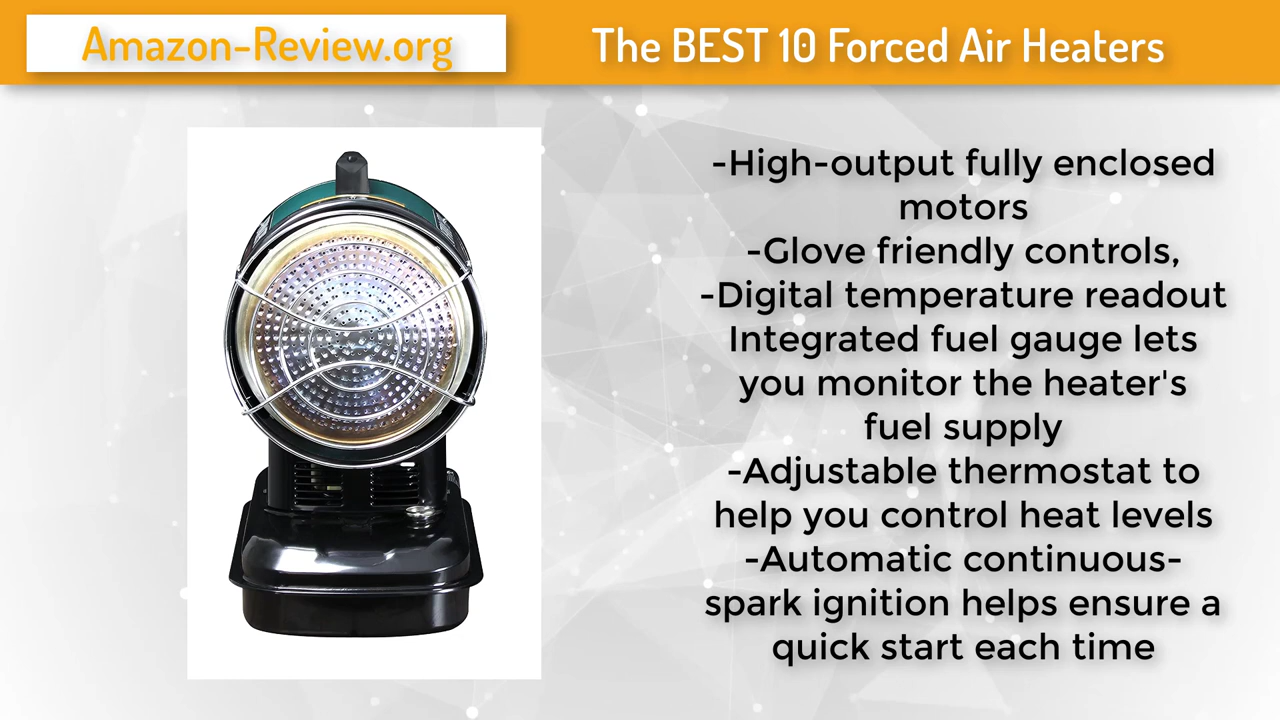 Amazon-Review.org
The BEST 10 Forced Air Heaters
-High-output fully enclosed
motors
-Glove friendly controls,
-Digital temperature readout
Integrated fuel gauge lets
you monitor the heater's
fuel supply
-Adjustable thermostat to
help you control heat levels
-Automatic continuous-
spark ignition helps ensure a
quick start each time